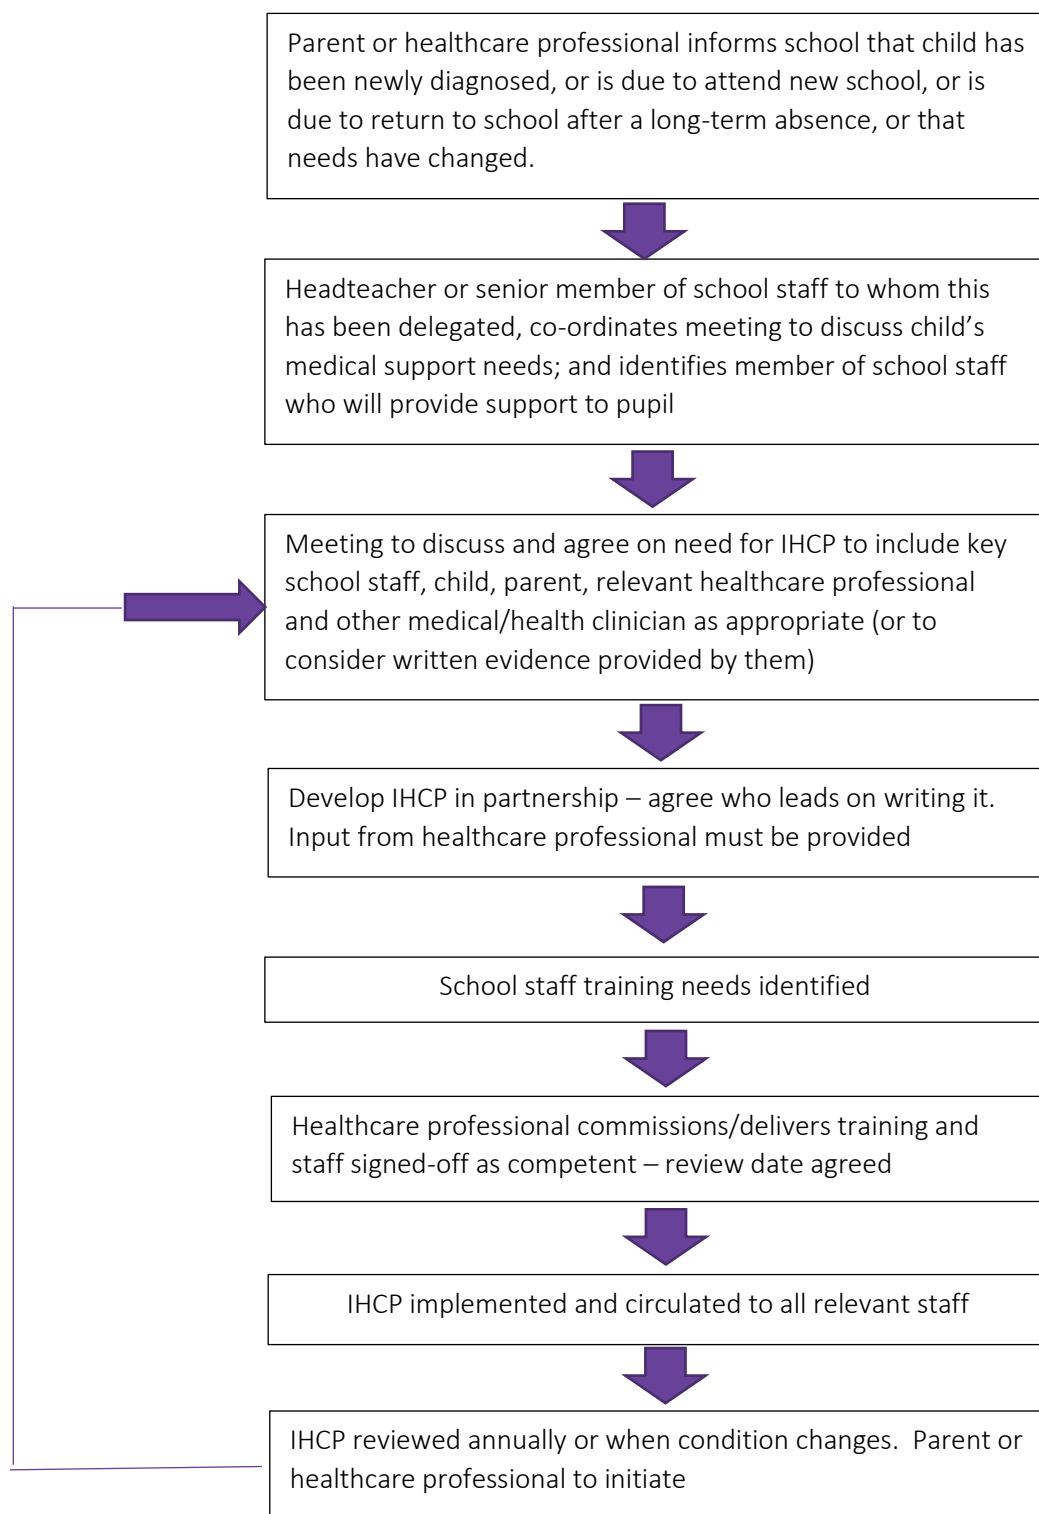 Parent or healthcare professional informs school that child has
been newly diagnosed, or is due to attend new school, or is
due to return to school after a long-term absence, or that
needs have changed.
Headteacher or senior member of school staff to whom this
has been delegated, co-ordinates meeting to discuss child’s
medical support needs; and identifies member of school staff
who will provide support to pupil
Meeting to discuss and agree on need for IHCP to include key
school staff, child, parent, relevant healthcare professional
and other medical/health clinician as appropriate (or to
consider written evidence provided by them)
Develop IHCP in partnership – agree who leads on writing it.
Input from healthcare professional must be provided
School staff training needs identified
Healthcare professional commissions/delivers training and
staff signed-off as competent – review date agreed
IHCP implemented and circulated to all relevant staff
IHCP reviewed annually or when condition changes.  Parent or
healthcare professional to initiate